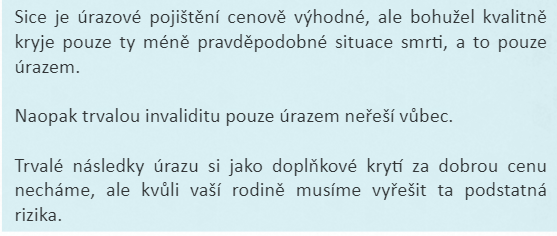 Sice je úrazové pojištění cenově výhodné, ale bohužel kvalitně
kryje pouze ty méně pravděpodobné situace smrti, a to pouze
úrazem.
Naopak trvalou invaliditu pouze úrazem neřeší vůbec.
Trvalé následky úrazu si jako doplňkové krytí za dobrou cenu
necháme, ale kvůli vaší rodině musíme vyřešit ta podstatná
rizika.